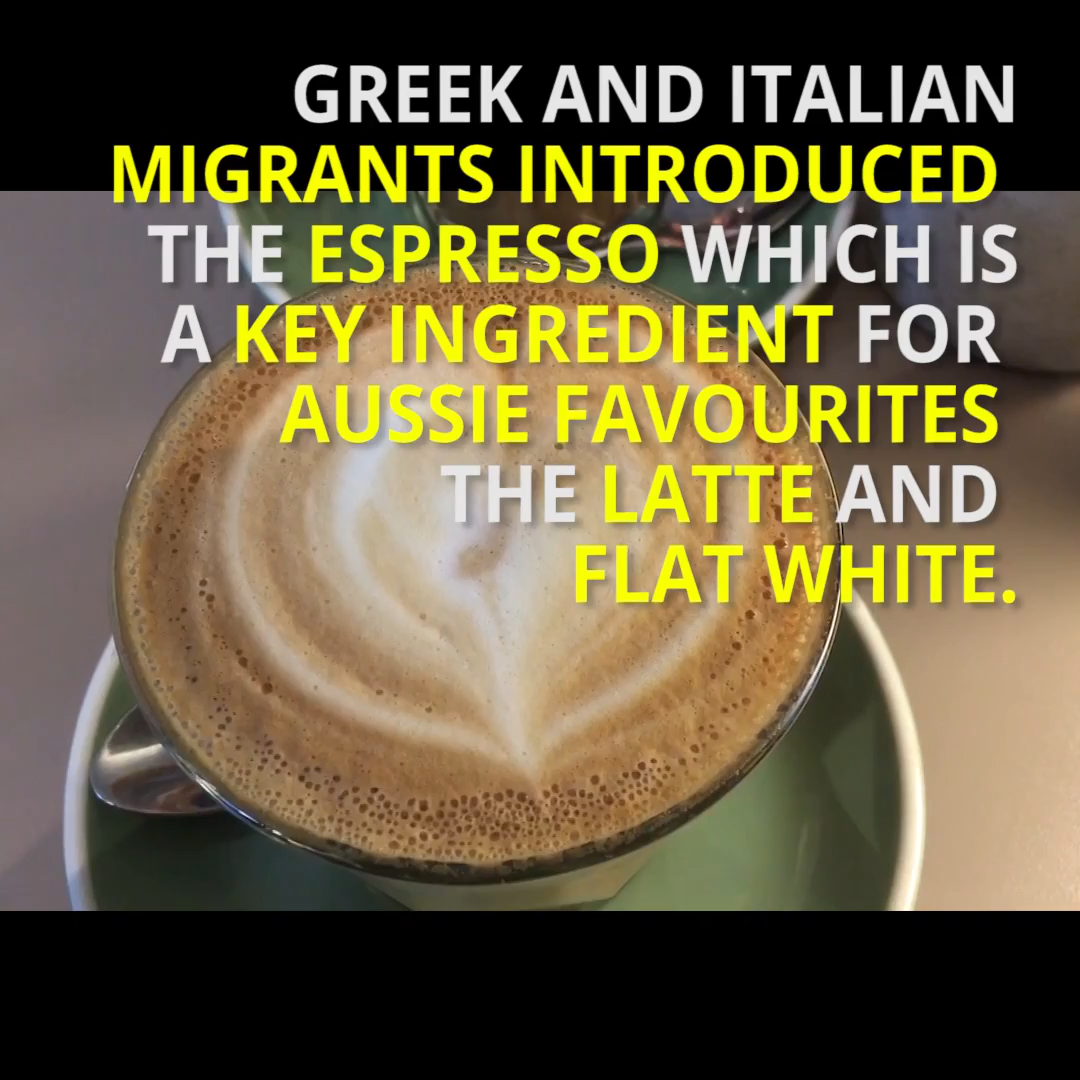 GREEK AND ITALIAN
MIGRANTS INTRODUCED
THE ESPRESSO WHICH IS
A KEY INGREDIENT FOR
AUSSIE FAVOURITES
THE LATTE AND
FLAT WHITE.